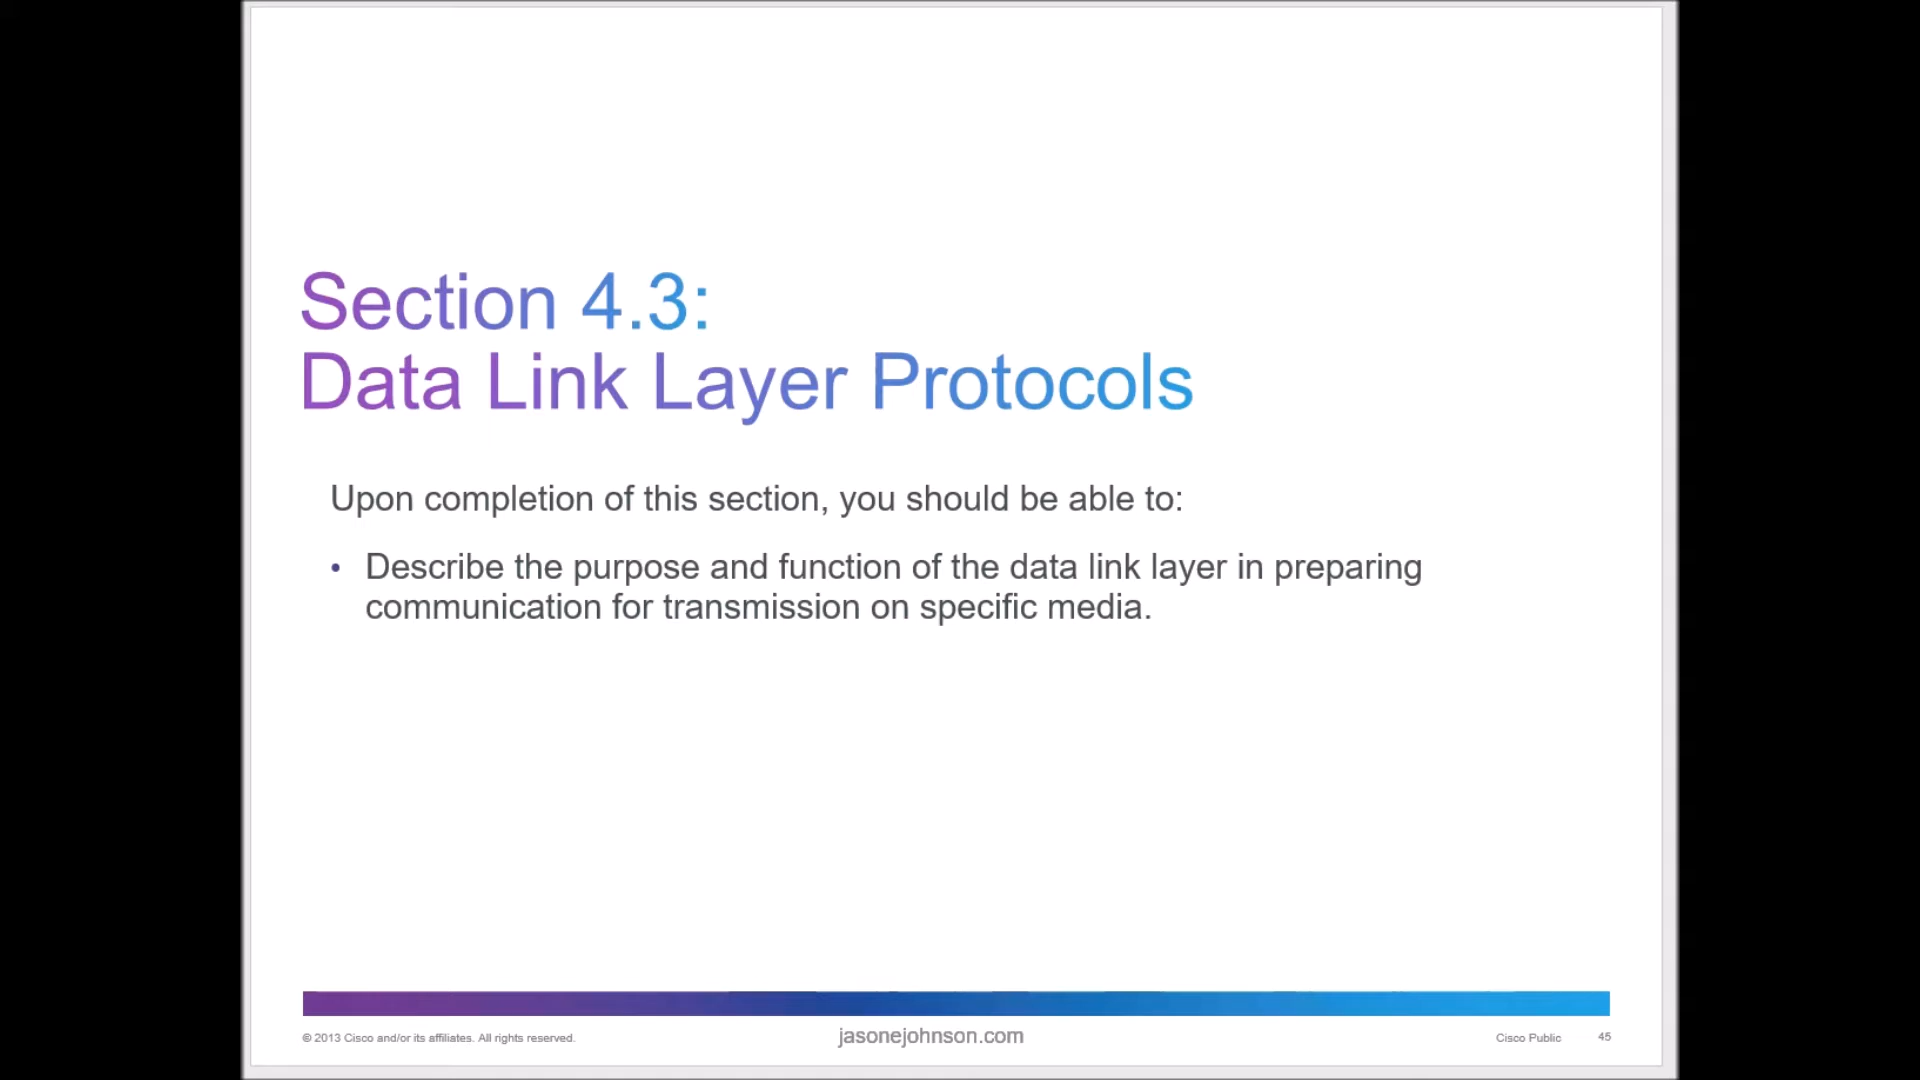 Section 4.3:
Data Link Layer Protocols
Upon completion of this section, you should be able to:
• Describe the purpose and function of the data link layer in preparing
communication for transmission on specific media.
© 2013 Cisco and/or its affiliates. All rights reserved.
jasonejohnson.com
Cisco Public
45